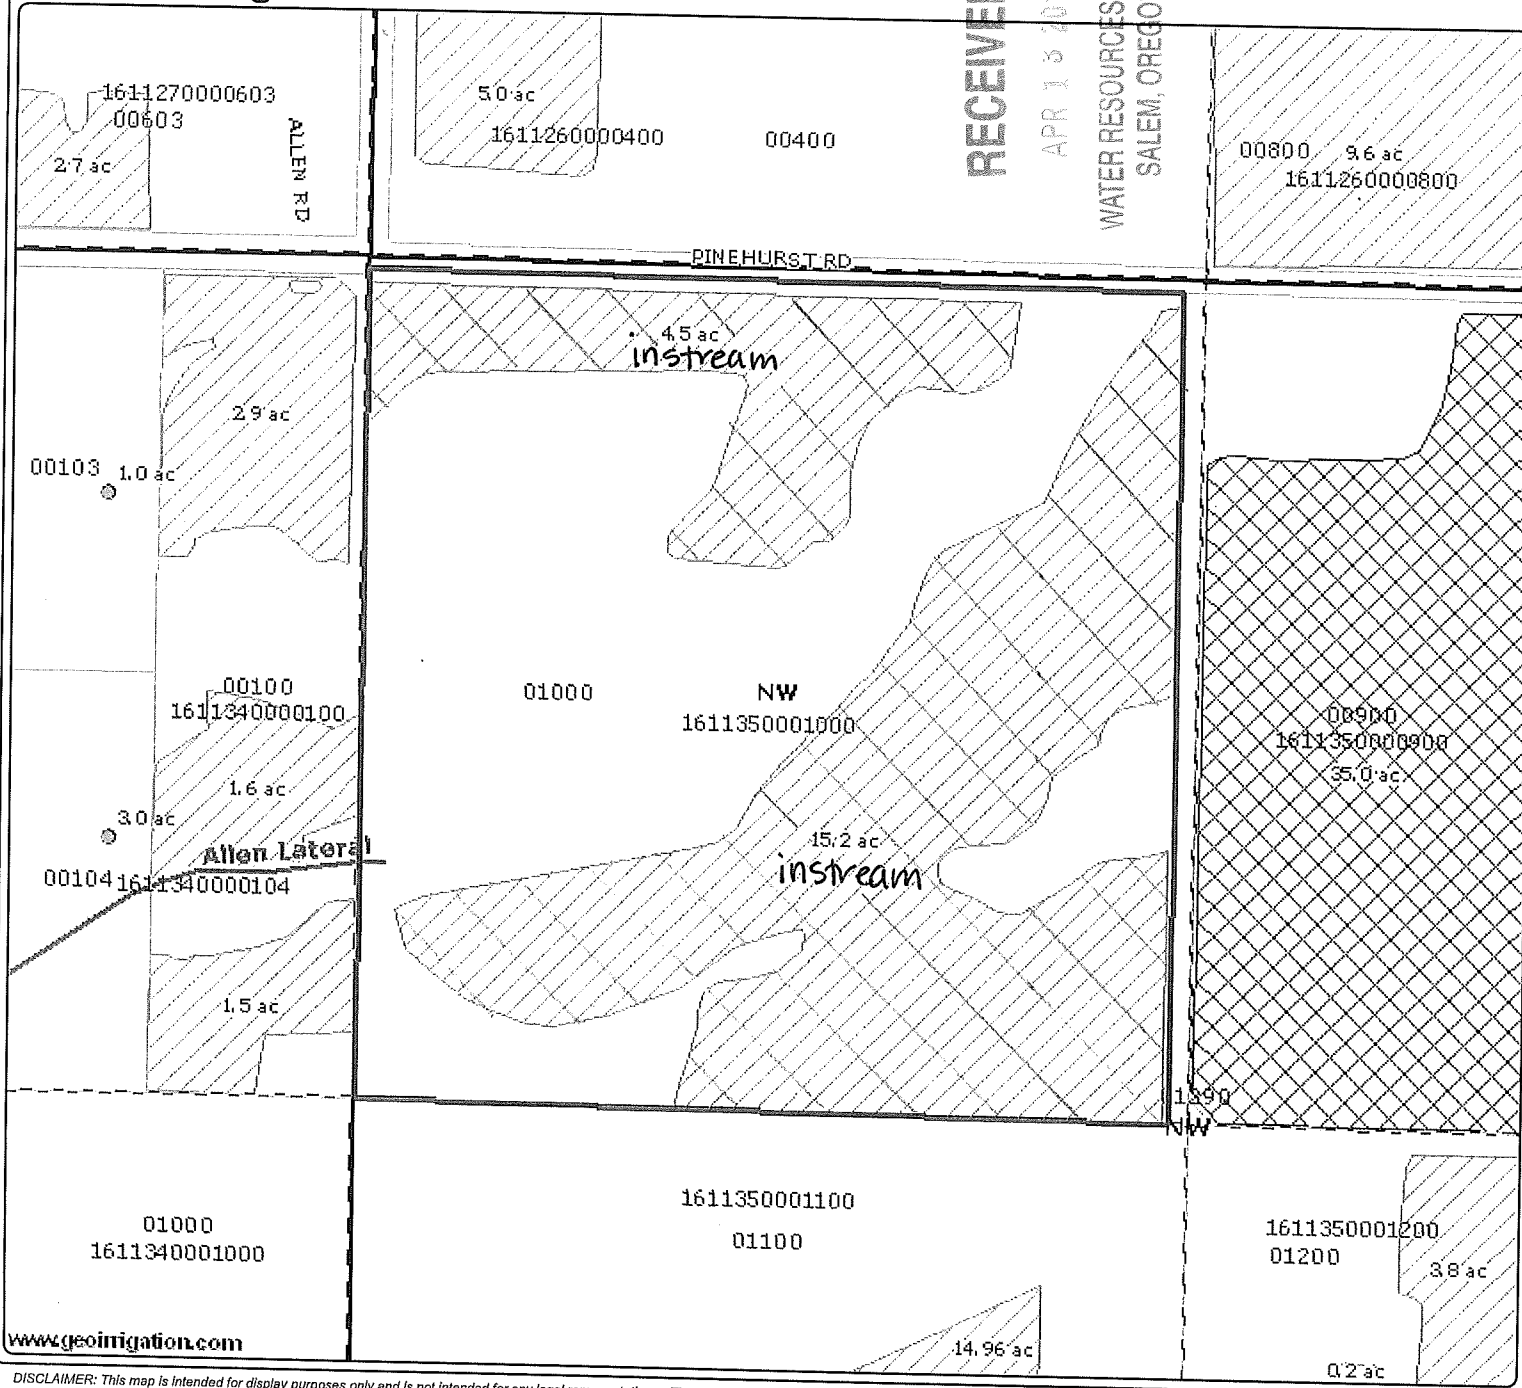 RECEIVED
APR 13 20
WATER RESOURCES
SALEM, OREGO
1611270000603
00603
2.7 ac
ALLEN RD
5.0 ac
1611260000400
00400
00800 9.6 ac
1611260000800
PINEHURST RD
4.5 ac
instream
2.9 ac
00103 1.0 ac
00100
1611340000100
1.6 ac
3.0 ac
Allen Lateral
00104 1611340000104
1.5 ac
01000
NW
1611350001000
15.2 ac
instream
00900
1611350000900
35.0 ac
1390
NW
01000
1611340001000
1611350001100
01100
14.96 ac
1611350001200
01200
3.8 ac
0.2 ac
www.geoirrigation.com
DISCLAIMER: This map is intended for display purposes only and is not intended for any legal